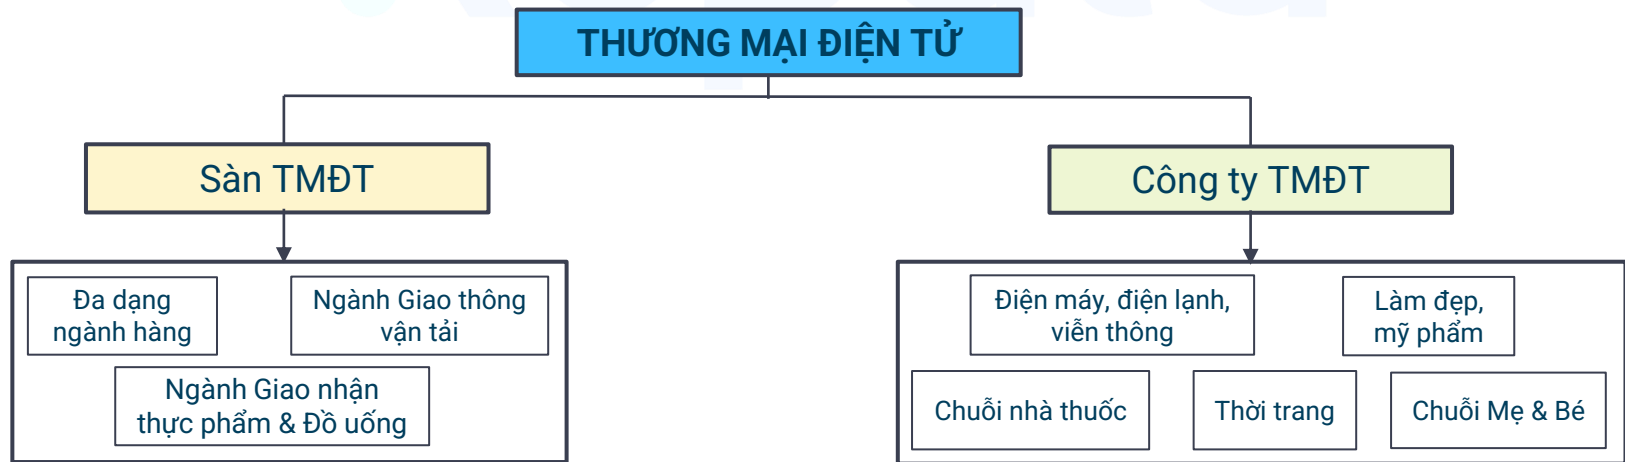 THƯƠNG MẠI ĐIỆN TỬ
Sàn TMĐT
Công ty TMĐT
Đa dạng
ngành hàng
Ngành Giao thông
vận tải
Ngành Giao nhận
thực phẩm & Đồ uống
Điện máy, điện lạnh,
viễn thông
Làm đẹp,
mỹ phẩm
Chuỗi nhà thuốc
Thời trang
Chuỗi Mẹ & Bé